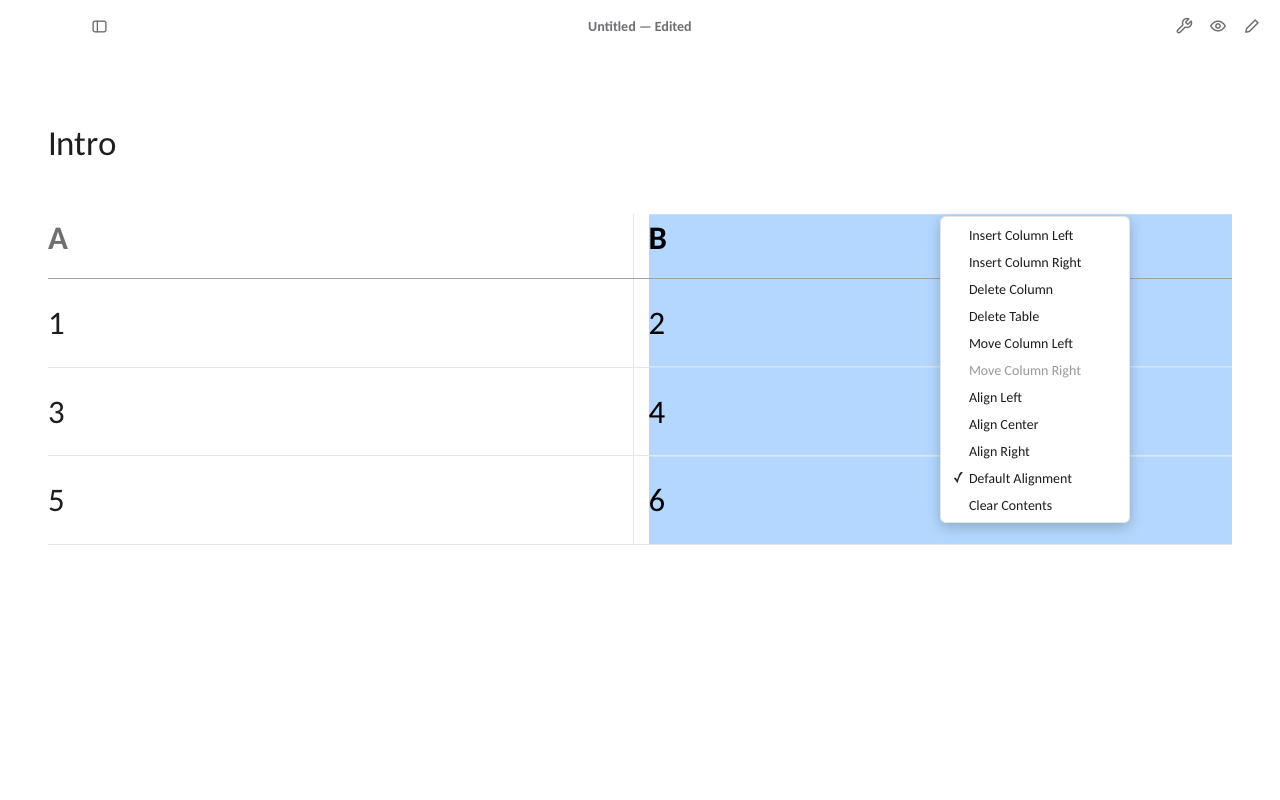 Untitled — Edited
Intro
A B
1 2
3 4
5 6
Insert Column Left
Insert Column Right
Delete Column
Delete Table
Move Column Left
Move Column Right
Align Left
Align Center
Align Right
✓ Default Alignment
Clear Contents